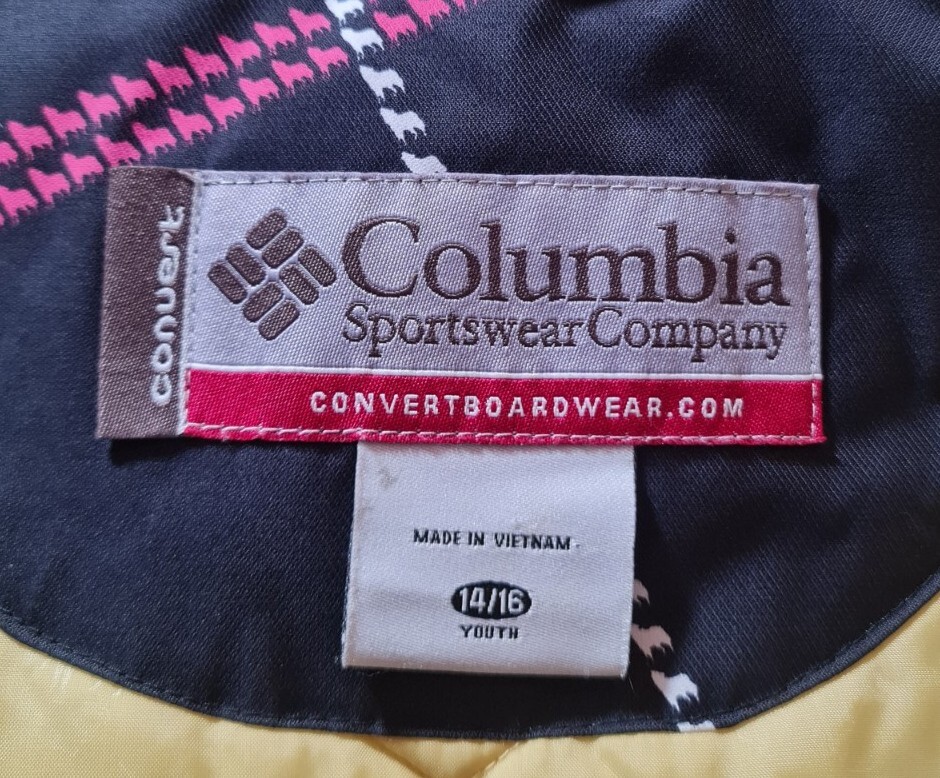 convert
Columbia
Sportswear Company
CONVERTBOARDWEAR.COM
MADE IN VIETNAM
14/16
YOUTH